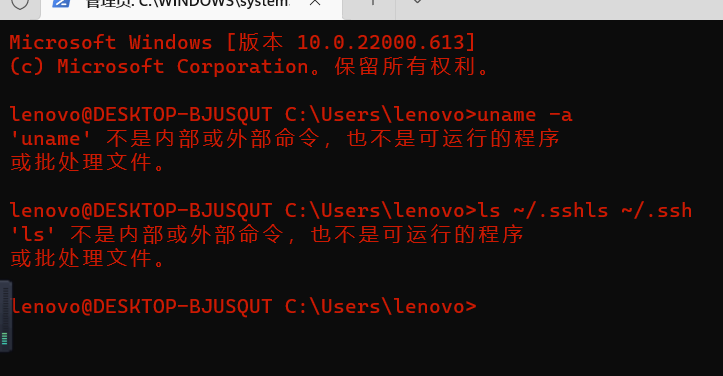 管理员: C:\WINDOWS\system
Microsoft Windows [版本 10.0.22000.613]
(c) Microsoft Corporation。保留所有权利。
lenovo@DESKTOP-BJUSQUT C:\Users\lenovo>uname -a
'uname' 不是内部或外部命令，也不是可运行的程序
或批处理文件。
lenovo@DESKTOP-BJUSQUT C:\Users\lenovo>ls ~/.sshls ~/.ssh
'ls' 不是内部或外部命令，也不是可运行的程序
或批处理文件。
lenovo@DESKTOP-BJUSQUT C:\Users\lenovo>